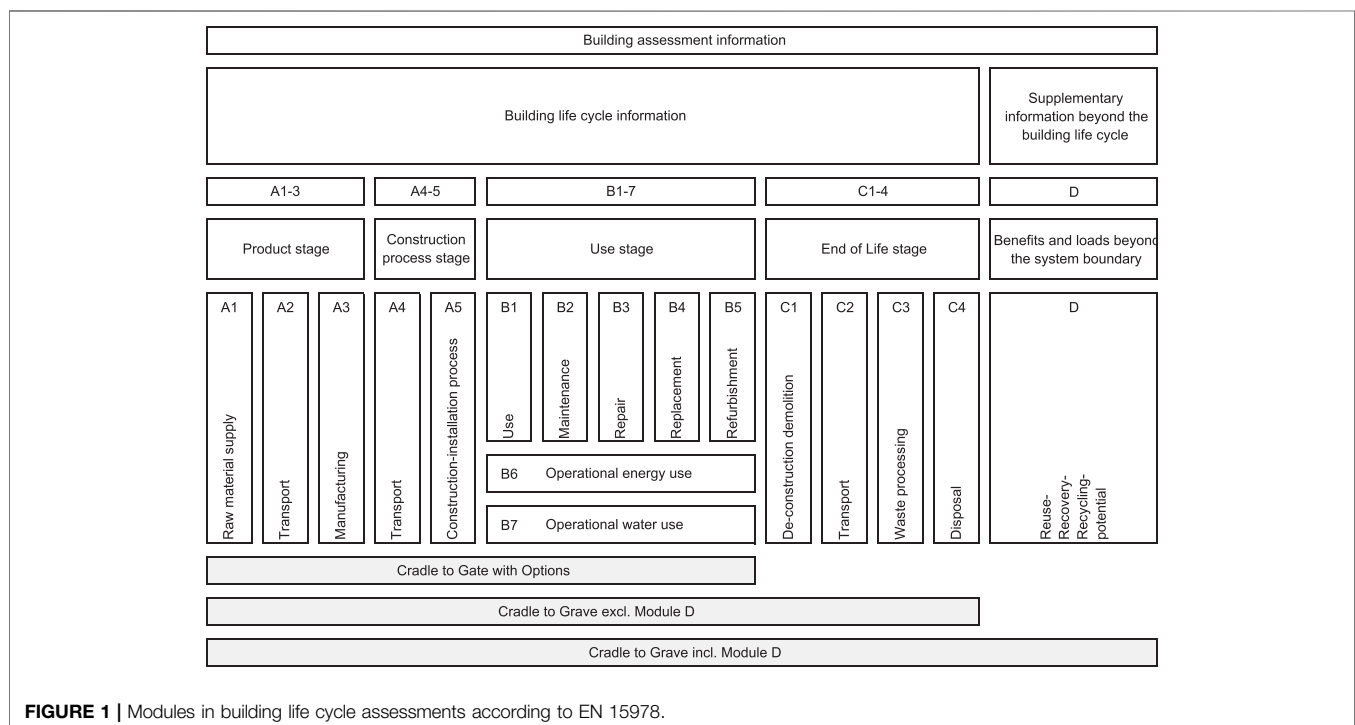 Building assessment information
Building life cycle information
Supplementary
information beyond the
building life cycle
A1-3
A4-5
B1-7
C1-4
D
Product stage
Construction
process stage
Use stage
End of Life stage
Benefits and loads beyond
the system boundary
A1
A2
A3
A4
A5
B1
B2
B3
B4
B5
C1
C2
C3
C4
D
Raw material supply
Transport
Manufacturing
Transport
Construction-installation process
Use
Maintenance
Repair
Replacement
Refurbishment
B6 Operational energy use
B7 Operational water use
De-construction demolition
Transport
Waste processing
Disposal
Reuse-
Recovery-
Recycling-
potential
Cradle to Gate with Options
Cradle to Grave excl. Module D
Cradle to Grave incl. Module D
FIGURE 1 | Modules in building life cycle assessments according to EN 15978.